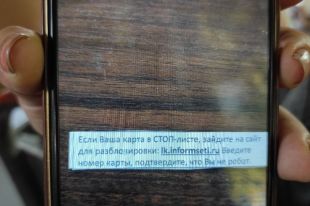 Если Ваша карта в СТОП-листе, зайдите на сайт
для разблокировки: lk.informseti.ru Введите
номер карты, подтвердите, что Вы не робот.